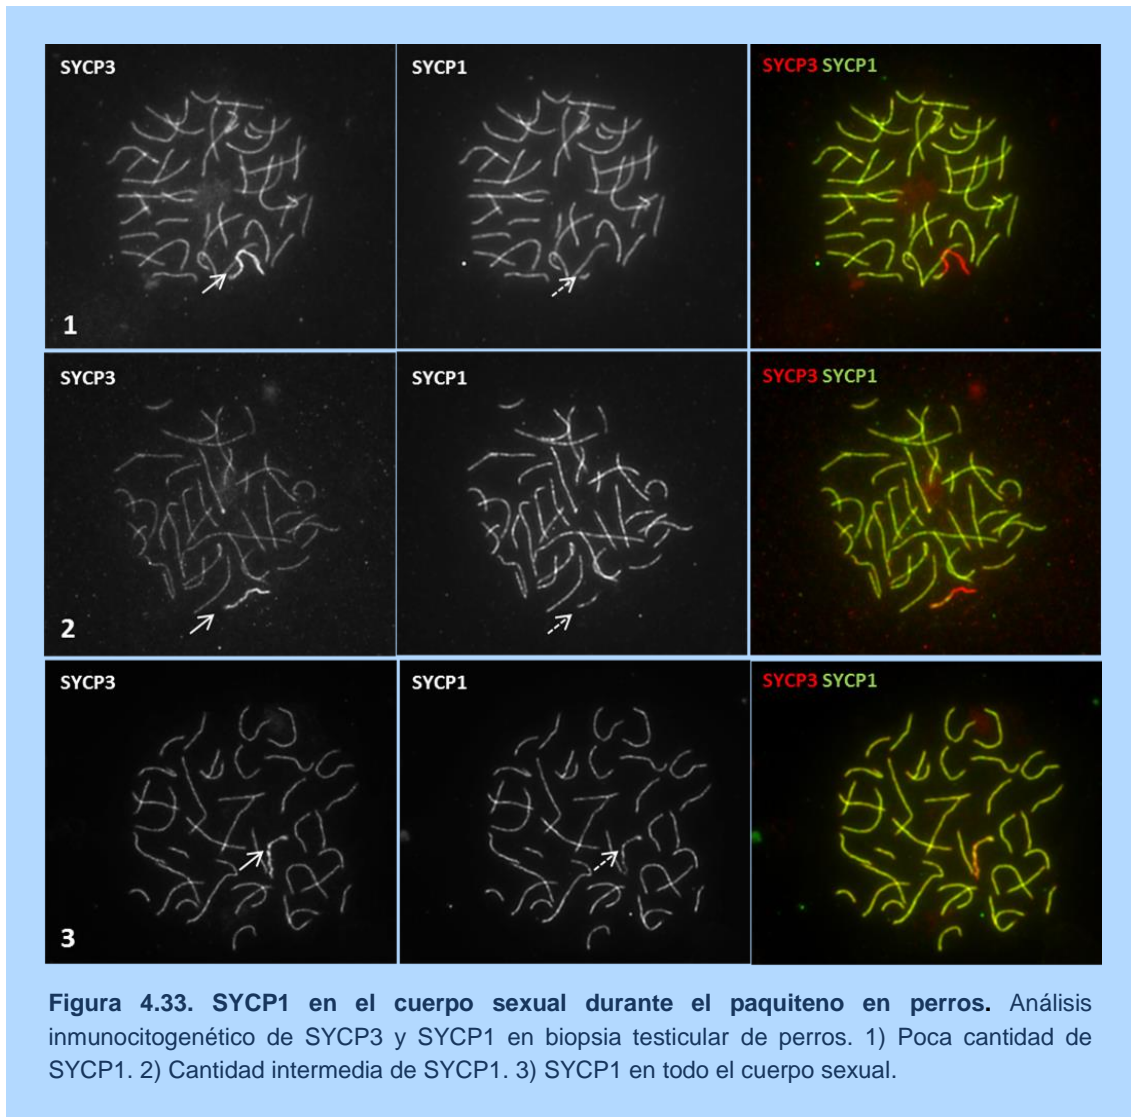 SYCP3 SYCP1 SYCP3 SYCP1
1
SYCP3 SYCP1 SYCP3 SYCP1
2
SYCP3 SYCP1 SYCP3 SYCP1
3
Figura 4.33. SYCP1 en el cuerpo sexual durante el paquiteno en perros. Análisis
inmunocitogenético de SYCP3 y SYCP1 en biopsia testicular de perros. 1) Poca cantidad de
SYCP1. 2) Cantidad intermedia de SYCP1. 3) SYCP1 en todo el cuerpo sexual.